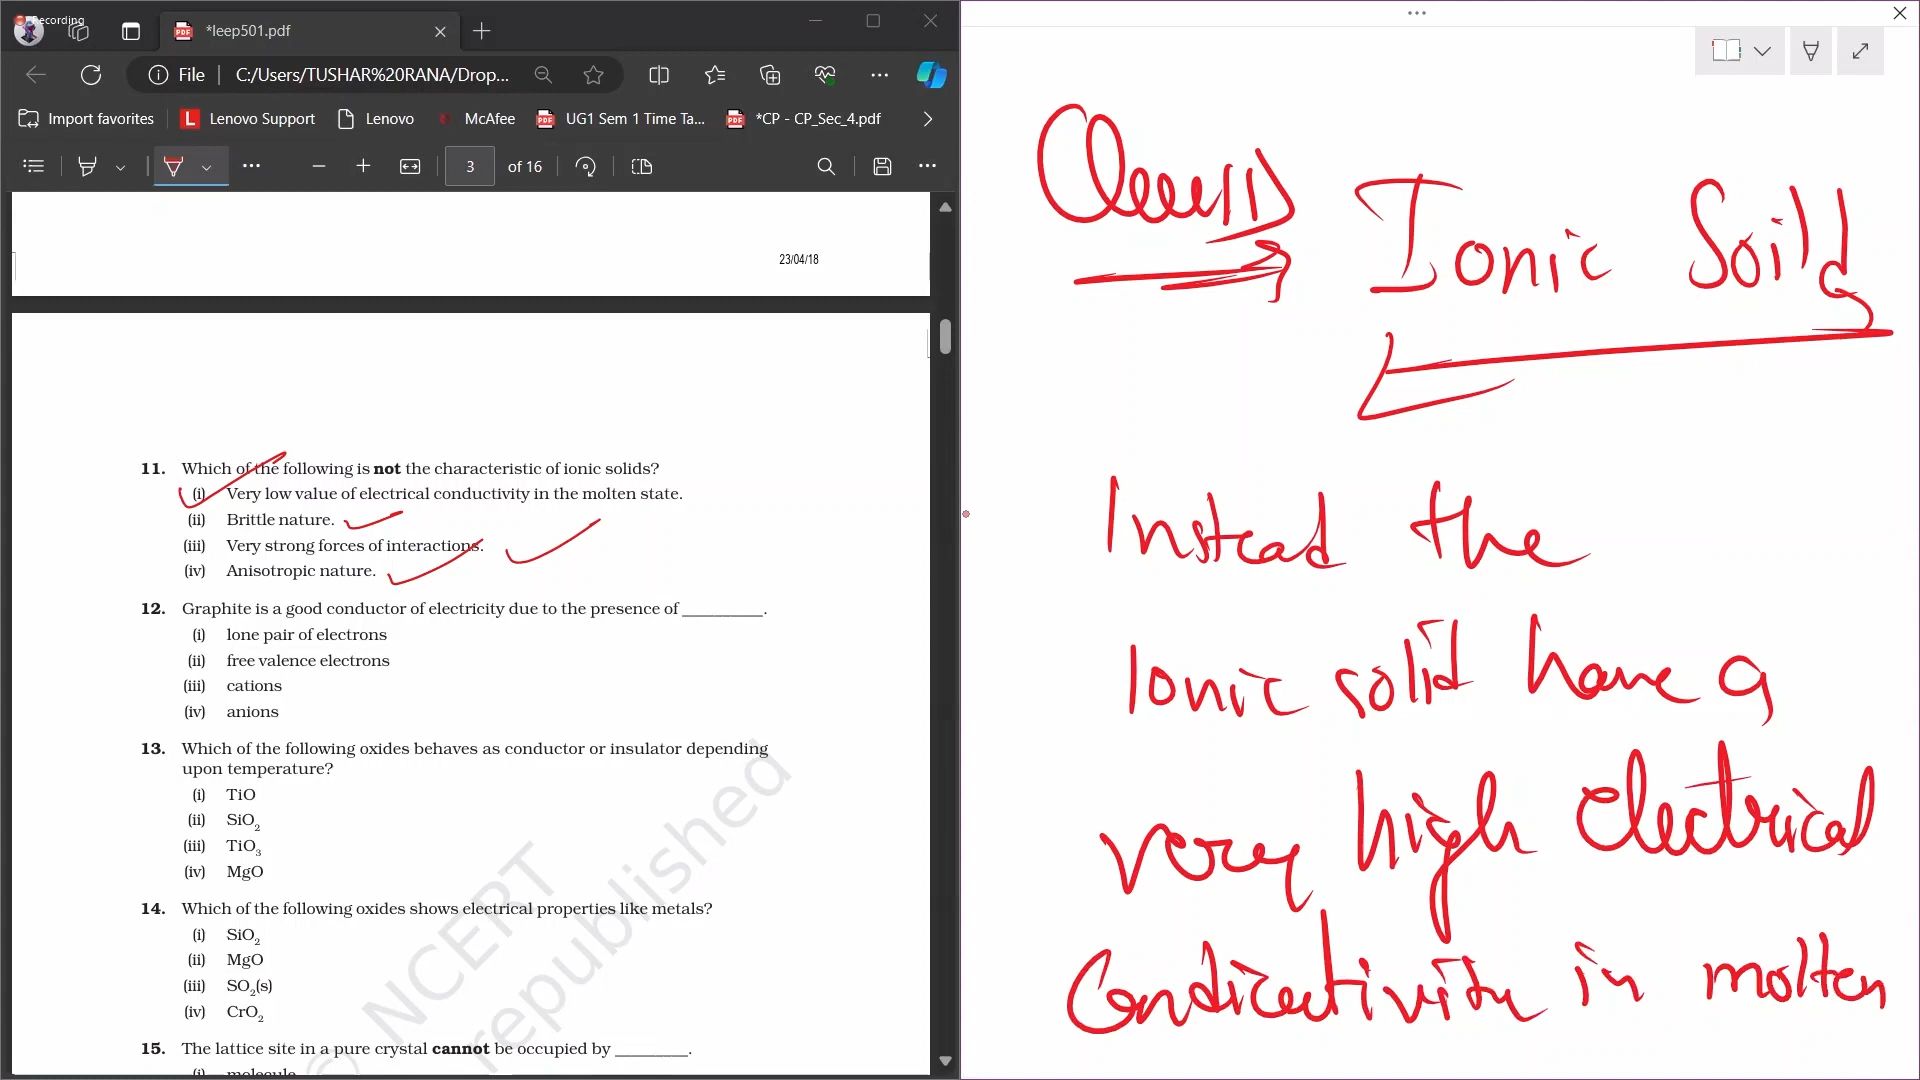 Recording
*leep501.pdf
File
C:/Users/TUSHAR%20RANA/Drop...
Import favorites
Lenovo Support
Lenovo
McAfee
UG1 Sem 1 Time Ta...
*CP - CP_Sec_4.pdf
3 of 16
23/04/18
11. Which of the following is not the characteristic of ionic solids?
(i) Very low value of electrical conductivity in the molten state.
(ii) Brittle nature.
(iii) Very strong forces of interactions.
(iv) Anisotropic nature.
12. Graphite is a good conductor of electricity due to the presence of __________.
(i) lone pair of electrons
(ii) free valence electrons
(iii) cations
(iv) anions
13. Which of the following oxides behaves as conductor or insulator depending
upon temperature?
(i) TiO
(ii) SiO₂
(iii) TiO₃
(iv) MgO
14. Which of the following oxides shows electrical properties like metals?
(i) SiO₂
(ii) MgO
(iii) SO₂(s)
(iv) CrO₂
15. The lattice site in a pure crystal cannot be occupied by _________.
(i) molecule
© NCERT
republished
Ionic Soild
Instead the
Ionic solid have a
very high electrical
Condicectivity in molten